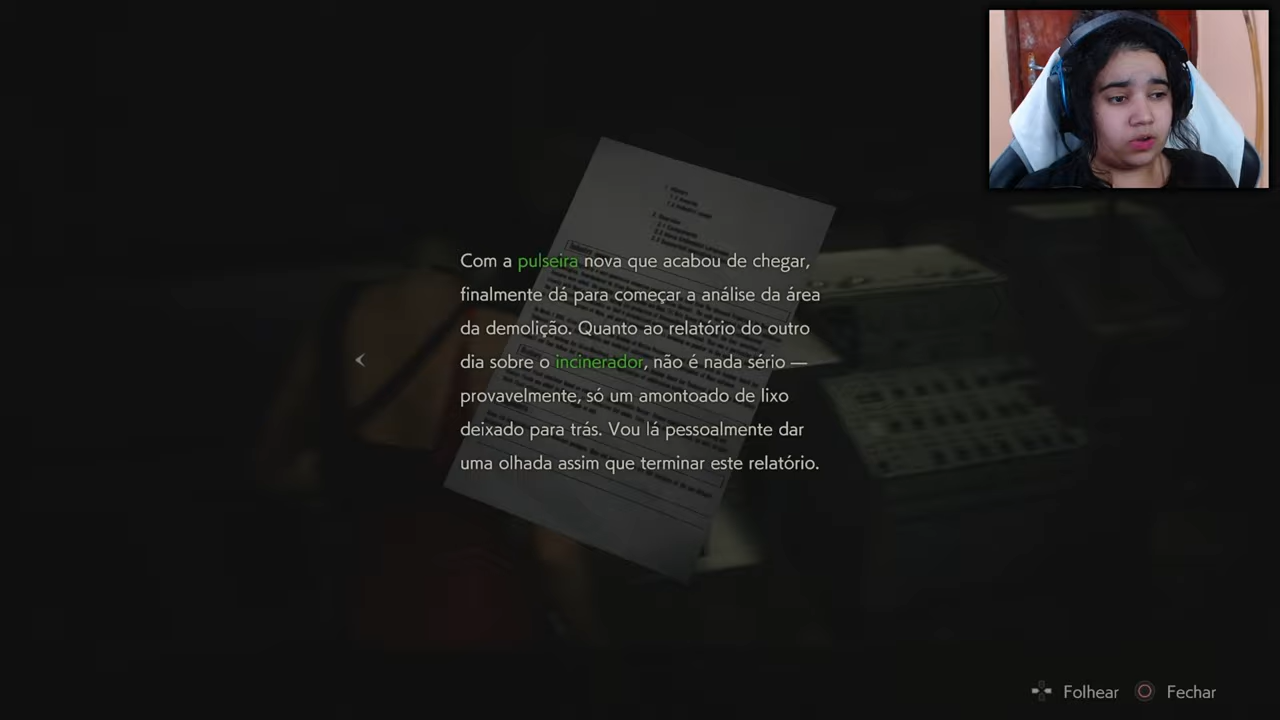 Com a pulseira nova que acabou de chegar,
finalmente dá para começar a análise da área
da demolição. Quanto ao relatório do outro
dia sobre o incinerador, não é nada sério —
provavelmente, só um amontoado de lixo
deixado para trás. Vou lá pessoalmente dar
uma olhada assim que terminar este relatório.
Folhear Fechar